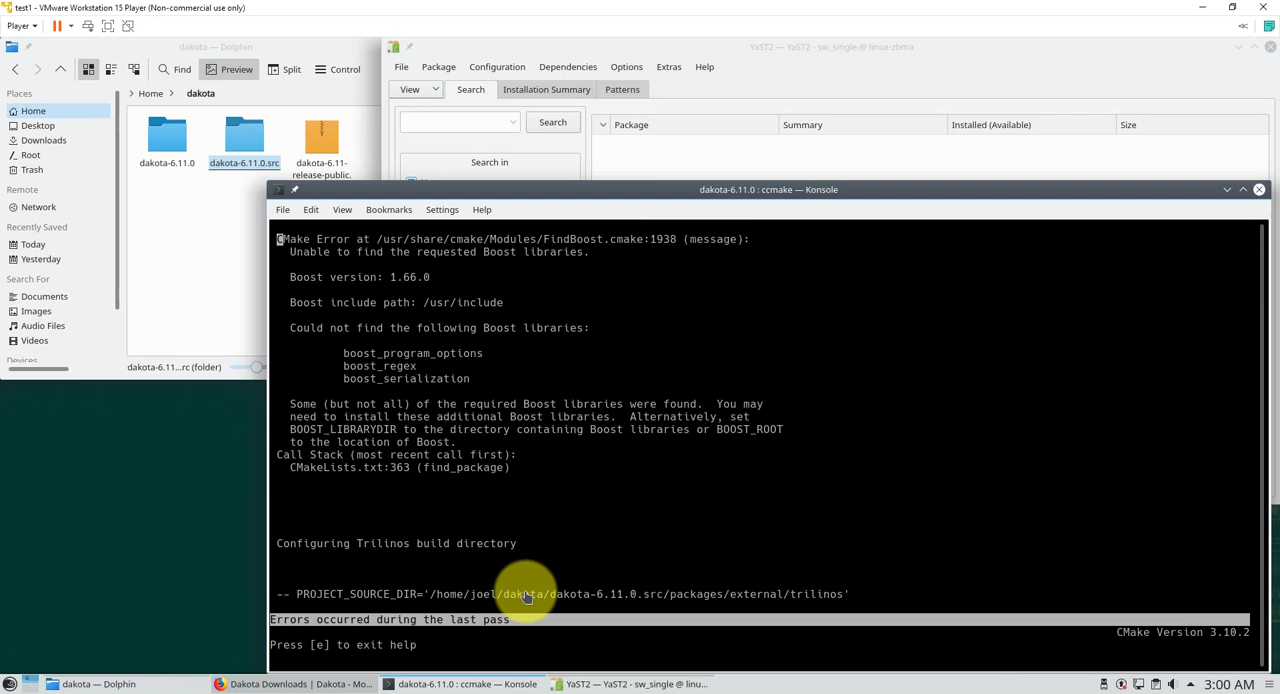 test1 - VMware Workstation 15 Player (Non-commercial use only)
Player
dakota — Dolphin
Find
Preview
Split
Control
Places
Home
Desktop
Downloads
Root
Trash
Remote
Network
Recently Saved
Today
Yesterday
Search For
Documents
Images
Audio Files
Videos
Devices
Home
dakota
dakota-6.11.0
dakota-6.11.0.src
dakota-6.11-
release-public.
dakota-6.11...rc (folder)
YaST2 — YaST2 - sw_single @ linux-zbma
File
Package
Configuration
Dependencies
Options
Extras
Help
View
Search
Installation Summary
Patterns
Search
Search in
Package
Summary
Installed (Available)
Size
dakota-6.11.0 : ccmake — Konsole
File
Edit
View
Bookmarks
Settings
Help
CMake Error at /usr/share/cmake/Modules/FindBoost.cmake:1938 (message):
Unable to find the requested Boost libraries.
Boost version: 1.66.0
Boost include path: /usr/include
Could not find the following Boost libraries:
boost_program_options
boost_regex
boost_serialization
Some (but not all) of the required Boost libraries were found. You may
need to install these additional Boost libraries. Alternatively, set
BOOST_LIBRARYDIR to the directory containing Boost libraries or BOOST_ROOT
to the location of Boost.
Call Stack (most recent call first):
CMakeLists.txt:363 (find_package)
Configuring Trilinos build directory
-- PROJECT_SOURCE_DIR='/home/joel/dakota/dakota-6.11.0.src/packages/external/trilinos'
Errors occurred during the last pass
CMake Version 3.10.2
Press [e] to exit help
dakota — Dolphin
Dakota Downloads | Dakota - Mo...
dakota-6.11.0 : ccmake — Konsole
YaST2 — YaST2 - sw_single @ linu...
3:00 AM